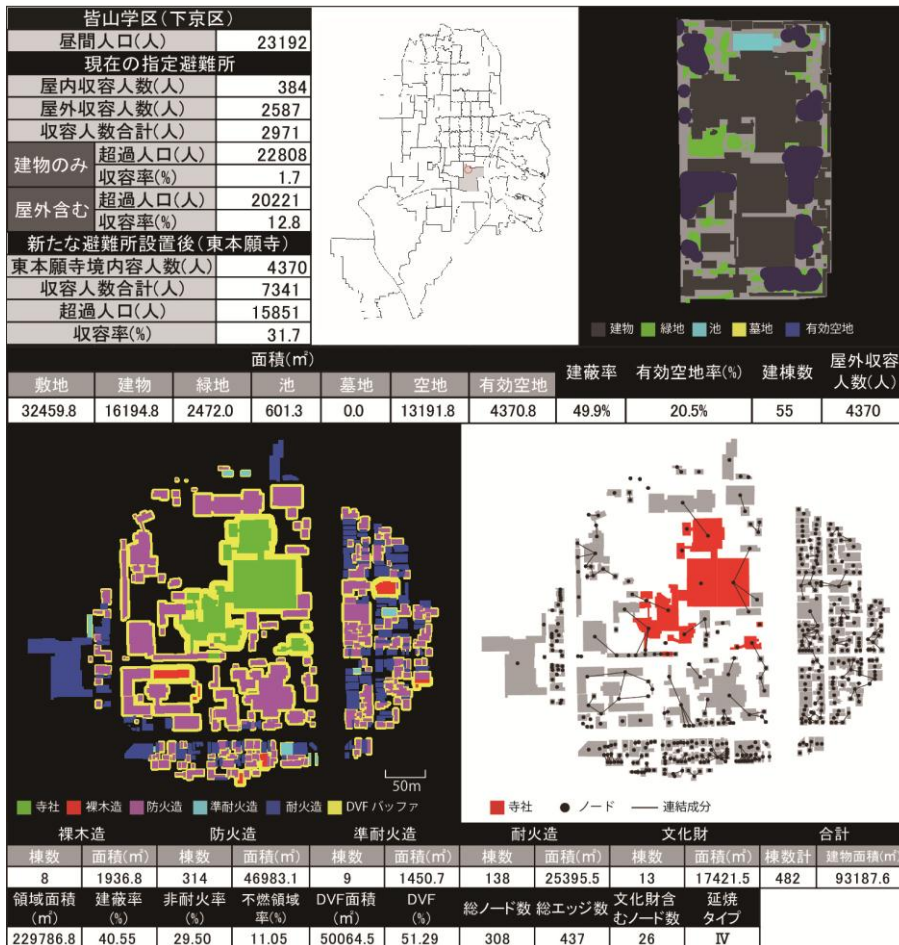 皆山学区(下京区)
昼間人口(人) 23192
現在の指定避難所
屋内収容人数(人) 384
屋外収容人数(人) 2587
収容人数合計(人) 2971
建物のみ 超過人口(人) 22808
収容率(%) 1.7
屋外含む 超過人口(人) 20221
収容率(%) 12.8
新たな避難所設置後(東本願寺)
東本願寺境内容人数(人) 4370
収容人数合計(人) 7341
超過人口(人) 15851
収容率(%) 31.7
建物 緑地 池 墓地 有効空地
面積(㎡) 建蔽率 有効空地率(%) 建棟数 屋外収容人数(人)
敷地 建物 緑地 池 墓地 空地 有効空地
32459.8 16194.8 2472.0 601.3 0.0 13191.8 4370.8 49.9% 20.5% 55 4370
50m
寺社 裸木造 防火造 準耐火造 耐火造 DVFバッファ
寺社 ノード 連結成分
裸木造 防火造 準耐火造 耐火造 文化財 合計
棟数 面積(㎡) 棟数 面積(㎡) 棟数 面積(㎡) 棟数 面積(㎡) 棟数 面積(㎡) 棟数計 建物面積(㎡)
8 1936.8 314 46983.1 9 1450.7 138 25395.5 13 17421.5 482 93187.6
領域面積(㎡) 建蔽率(%) 非耐火率(%) 不燃領域率(%) DVF面積(㎡) DVF(%) 総ノード数 総エッジ数 文化財含むノード数 延焼タイプ
229786.8 40.55 29.50 11.05 50064.5 51.29 308 437 26 Ⅳ